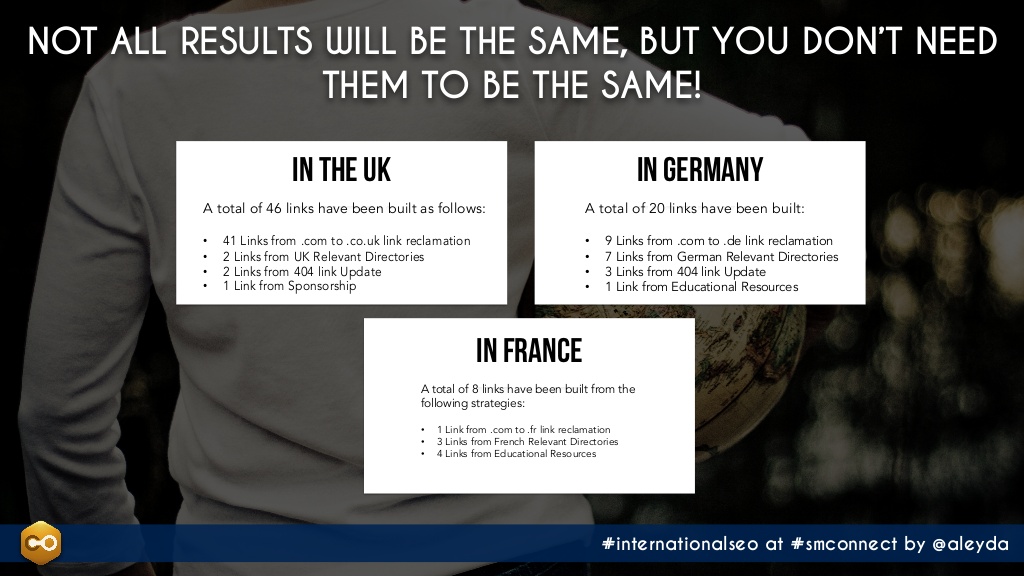 NOT ALL RESULTS WILL BE THE SAME, BUT YOU DON'T NEED
THEM TO BE THE SAME!
IN THE UK
A total of 46 links have been built as follows:
• 41 Links from .com to .co.uk link reclamation
• 2 Links from UK Relevant Directories
• 2 Links from 404 link Update
• 1 Link from Sponsorship
IN GERMANY
A total of 20 links have been built:
• 9 Links from .com to .de link reclamation
• 7 Links from German Relevant Directories
• 3 Links from 404 link Update
• 1 Link from Educational Resources
IN FRANCE
A total of 8 links have been built from the
following strategies:
• 1 Link from .com to .fr link reclamation
• 3 Links from French Relevant Directories
• 4 Links from Educational Resources
#internationalseo at #smconnect by @aleyda